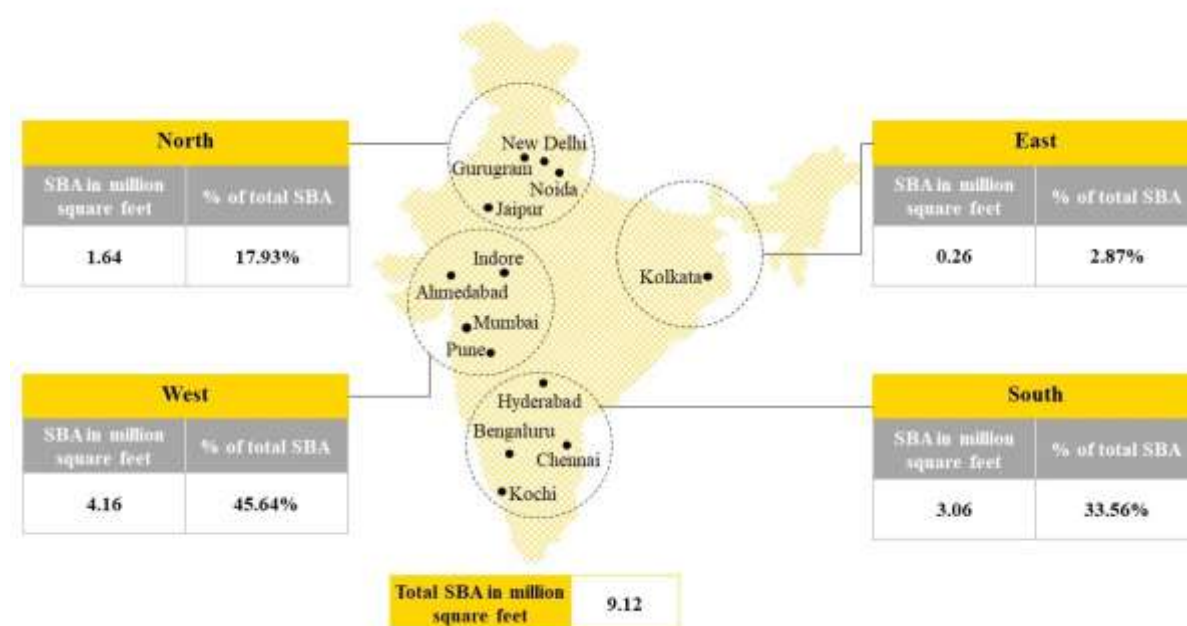 North
SBA in million
square feet
% of total SBA
1.64
17.93%
East
SBA in million
square feet
% of total SBA
0.26
2.87%
New Delhi
Gurugram
Noida
Jaipur
Indore
Ahmedabad
Mumbai
Pune
Kolkata
West
SBA in million
square feet
% of total SBA
4.16
45.64%
Hyderabad
Bengaluru
Chennai
Kochi
South
SBA in million
square feet
% of total SBA
3.06
33.56%
Total SBA in million
square feet
9.12